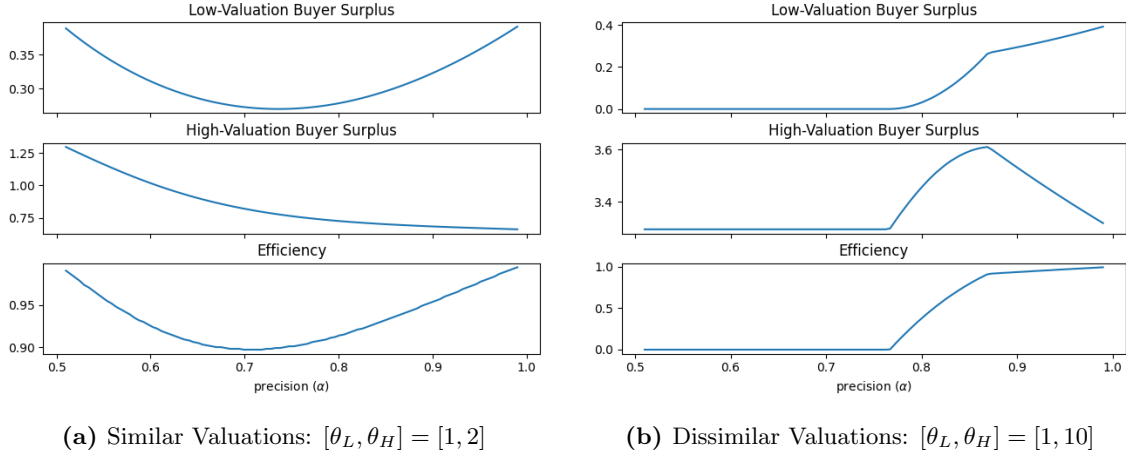 Low-Valuation Buyer Surplus
0.35
0.30
High-Valuation Buyer Surplus
1.25
1.00
0.75
Efficiency
0.95
0.90
0.5 0.6 0.7 0.8 0.9 1.0
precision (α)
(a) Similar Valuations: [θ_L, θ_H] = [1, 2]
Low-Valuation Buyer Surplus
0.4
0.2
0.0
High-Valuation Buyer Surplus
3.6
3.4
Efficiency
1.0
0.5
0.0
0.5 0.6 0.7 0.8 0.9 1.0
precision (α)
(b) Dissimilar Valuations: [θ_L, θ_H] = [1, 10]